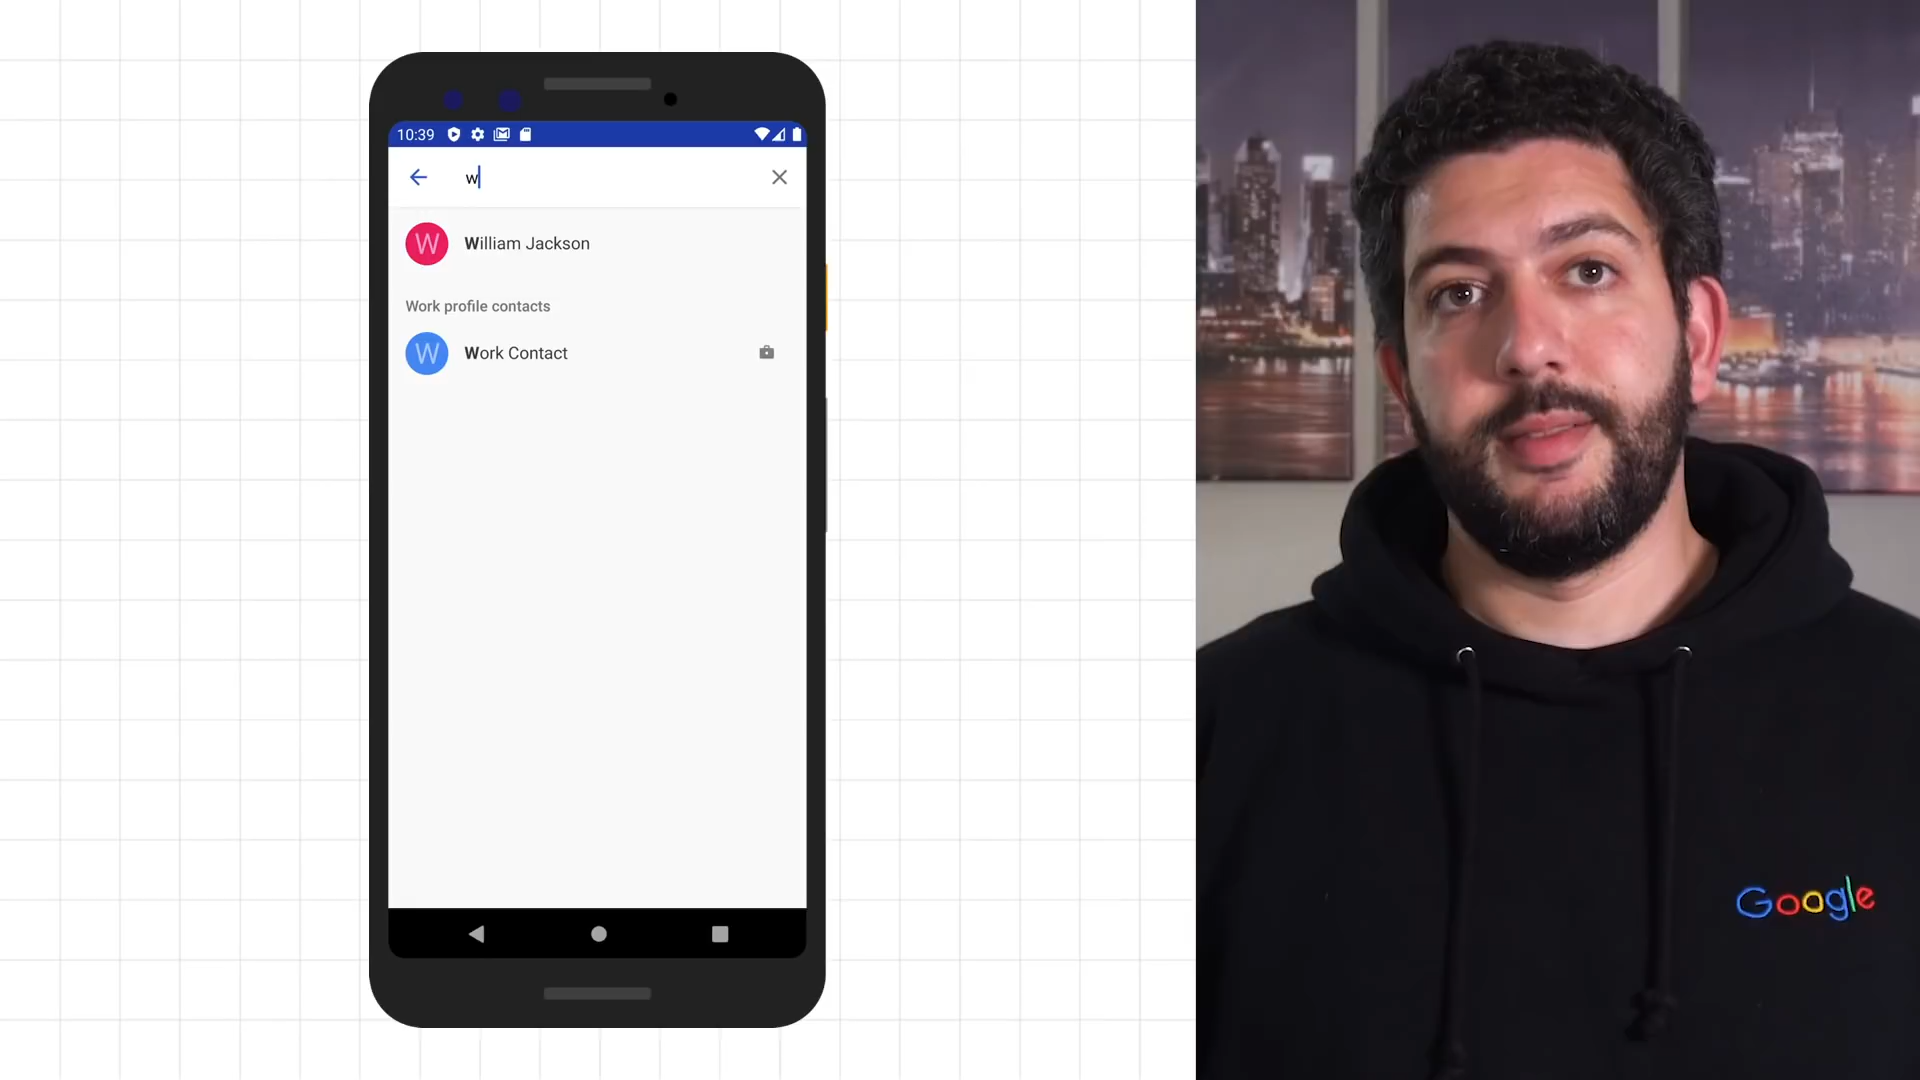 10:39
w
W William Jackson
Work profile contacts
W Work Contact
Google